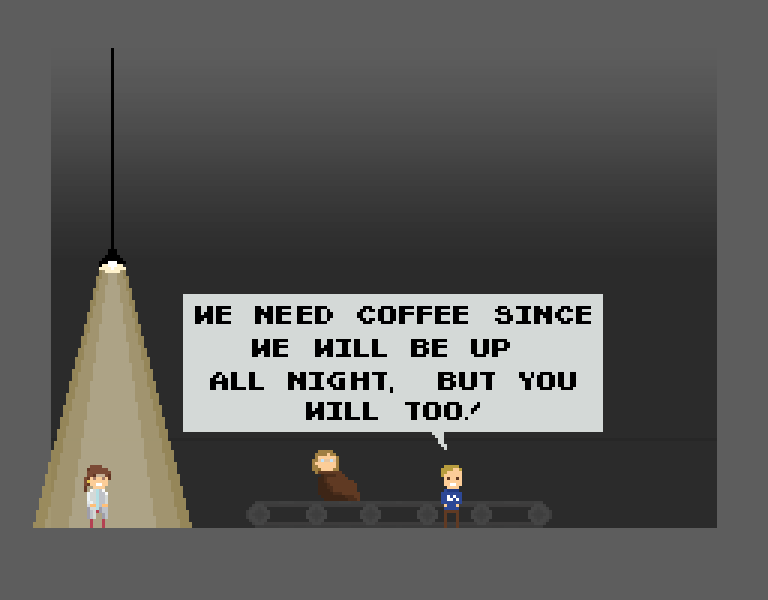 WE NEED COFFEE SINCE
WE WILL BE UP
ALL NIGHT, BUT YOU
WILL TOO!